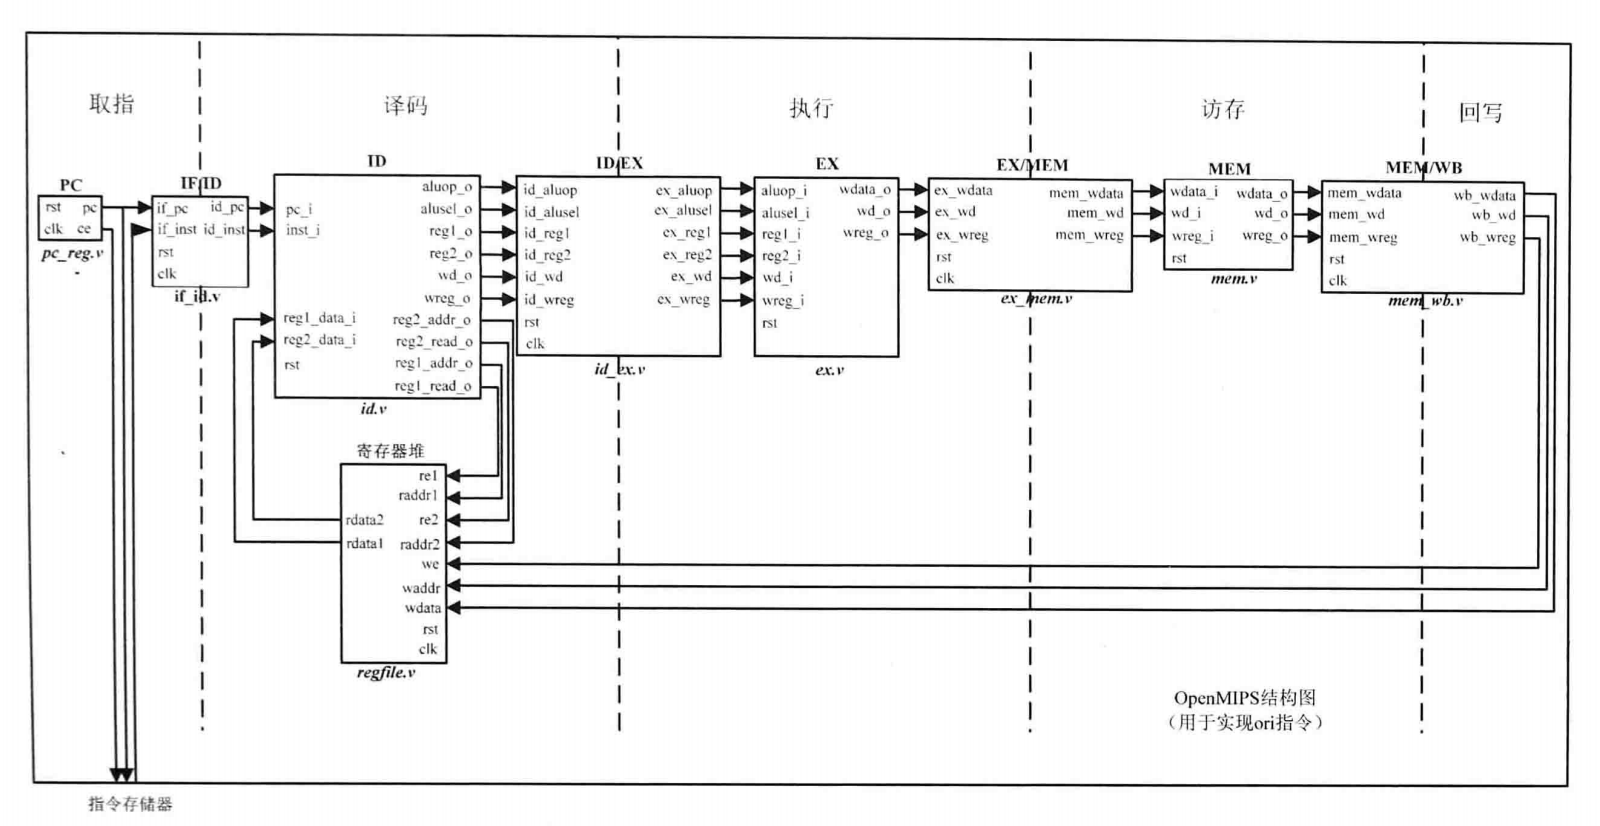 取指
译码
执行
访存
回写
PC
rst pc
clk ce
pc_reg.v
IF/ID
if_pc id_pc
if_inst id_inst
rst
clk
if_id.v
ID
aluop_o
alusel_o
pc_i
inst_i
reg1_o
reg2_o
wd_o
wreg_o
reg1_data_i reg2_addr_o
reg2_data_i reg2_read_o
rst reg1_addr_o
reg1_read_o
id.v
ID/EX
id_aluop ex_aluop
id_alusel ex_alusel
id_reg1 ex_reg1
id_reg2 ex_reg2
id_wd ex_wd
id_wreg ex_wreg
rst
clk
id_ex.v
EX
aluop_i wdata_o
alusel_i wd_o
reg1_i wreg_o
reg2_i
wd_i
wreg_i
rst
ex.v
EX/MEM
ex_wdata mem_wdata
ex_wd mem_wd
ex_wreg mem_wreg
rst
clk
ex_mem.v
MEM
wdata_i wdata_o
wd_i wd_o
wreg_i wreg_o
rst
mem.v
MEM/WB
mem_wdata wb_wdata
mem_wd wb_wd
mem_wreg wb_wreg
rst
clk
mem_wb.v
寄存器堆
re1
raddr1
rdata2 re2
rdata1 raddr2
we
waddr
wdata
rst
clk
regfile.v
OpenMIPS结构图
（用于实现ori指令）
指令存储器